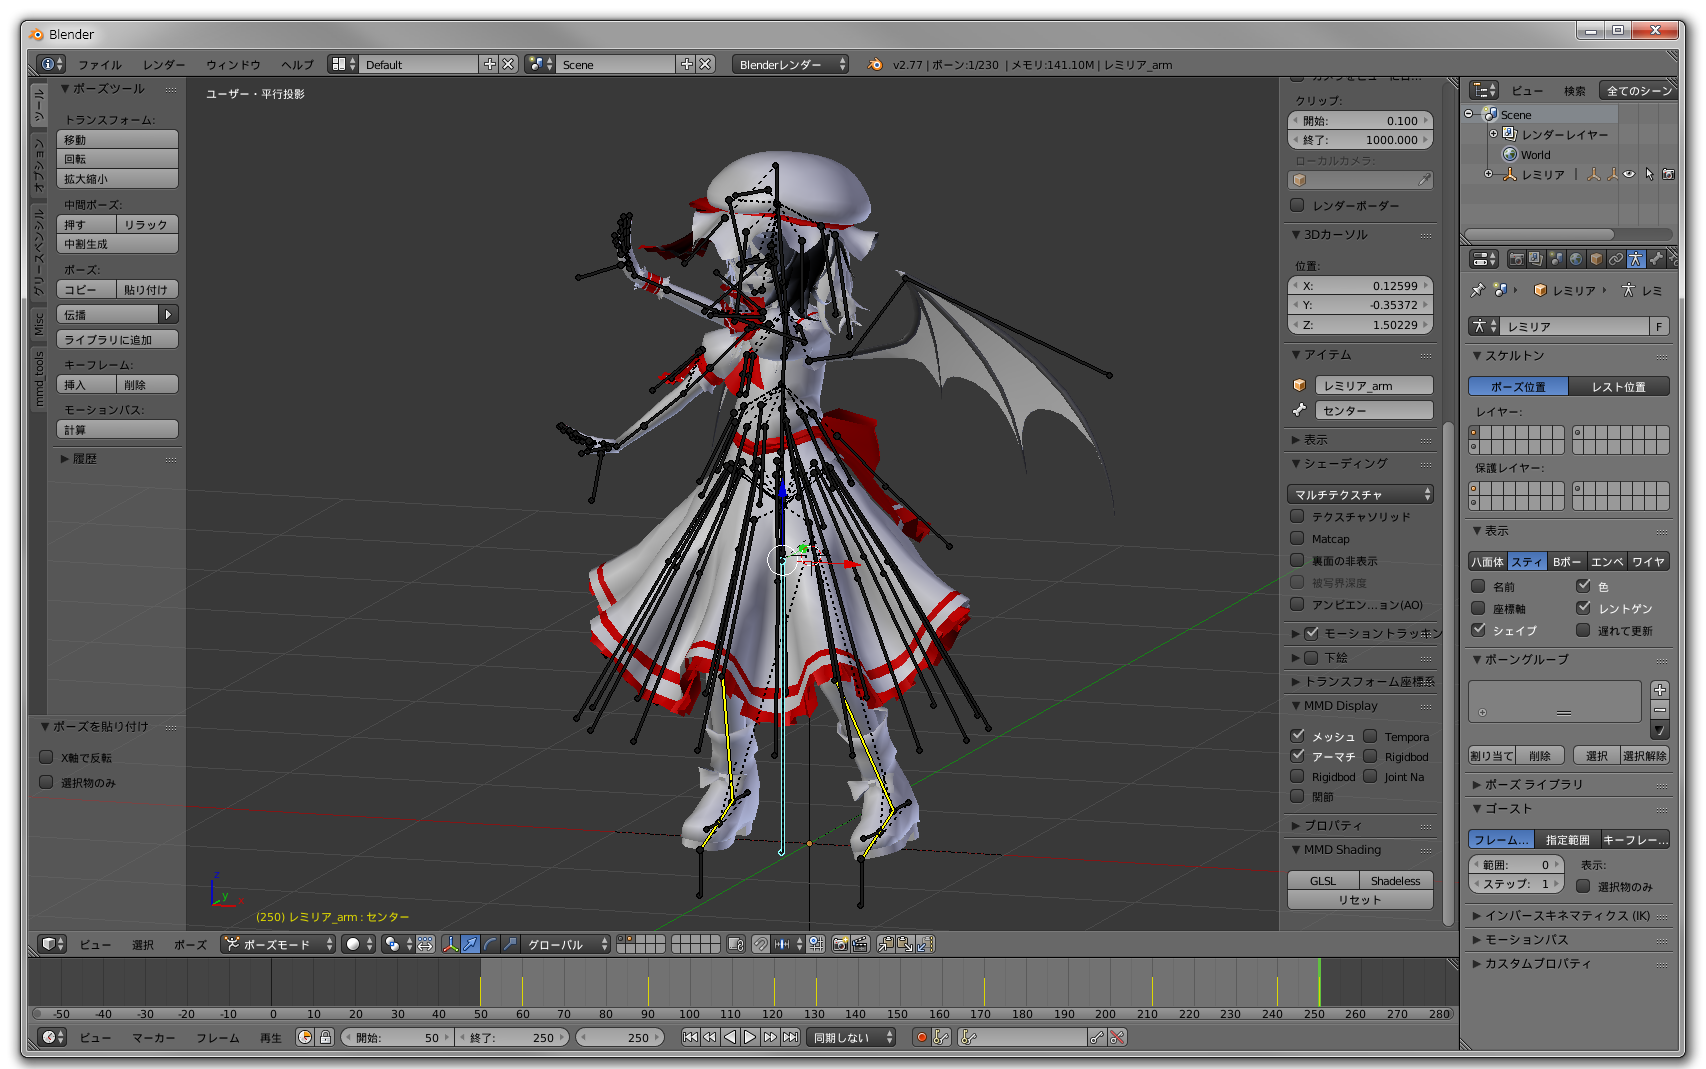 Blender
ファイル レンダー ウィンドウ ヘルプ Default Scene Blenderレンダー v2.77 | ボーン:1/230 | メモリ:141.10M | レミリア_arm
ツール
オプション
グリースペンシル
Misc
mmd_tools
ポーズツール
トランスフォーム:
移動
回転
拡大縮小
中間ポーズ:
押す リラック
中割生成
ポーズ:
コピー 貼り付け
伝播
ライブラリに追加
キーフレーム:
挿入 削除
モーションパス:
計算
履歴
ポーズを貼り付け
X軸で反転
選択物のみ
ユーザー・平行投影
z
y
x
(250) レミリア_arm : センター
クリップ:
開始: 0.100
終了: 1000.000
ローカルカメラ:
レンダーボーダー
3Dカーソル
位置:
X: 0.12599
Y: -0.35372
Z: 1.50229
アイテム
レミリア_arm
センター
表示
シェーディング
マルチテクスチャ
テクスチャソリッド
Matcap
裏面の非表示
被写界深度
アンビエン...ョン(AO)
モーショントラッキン
下絵
トランスフォーム座標系
MMD Display
メッシュ Tempora
アーマチ Rigidbod
Rigidbod Joint Na
関節
プロパティ
MMD Shading
GLSL Shadeless
リセット
ビュー 検索 全てのシーン
Scene
レンダーレイヤー
World
レミリア
レミリア レミ
レミリア F
スケルトン
ポーズ位置 レスト位置
レイヤー:
保護レイヤー:
表示
八面体 スティ Bボー エンベ ワイヤ
名前 色
座標軸 レントゲン
シェイプ 遅れて更新
ボーングループ
割り当て 削除 選択 選択解除
ポーズ ライブラリ
ゴースト
フレーム... 指定範囲 キーフレー...
範囲: 0 表示:
ステップ: 1 選択物のみ
インバースキネマティクス (IK)
モーションパス
カスタムプロパティ
ビュー 選択 ポーズ ポーズモード グローバル
-50 -40 -30 -20 -10 0 10 20 30 40 50 60 70 80 90 100 110 120 130 140 150 160 170 180 190 200 210 220 230 240 250 260 270 280
ビュー マーカー フレーム 再生 開始: 50 終了: 250 250 同期しない